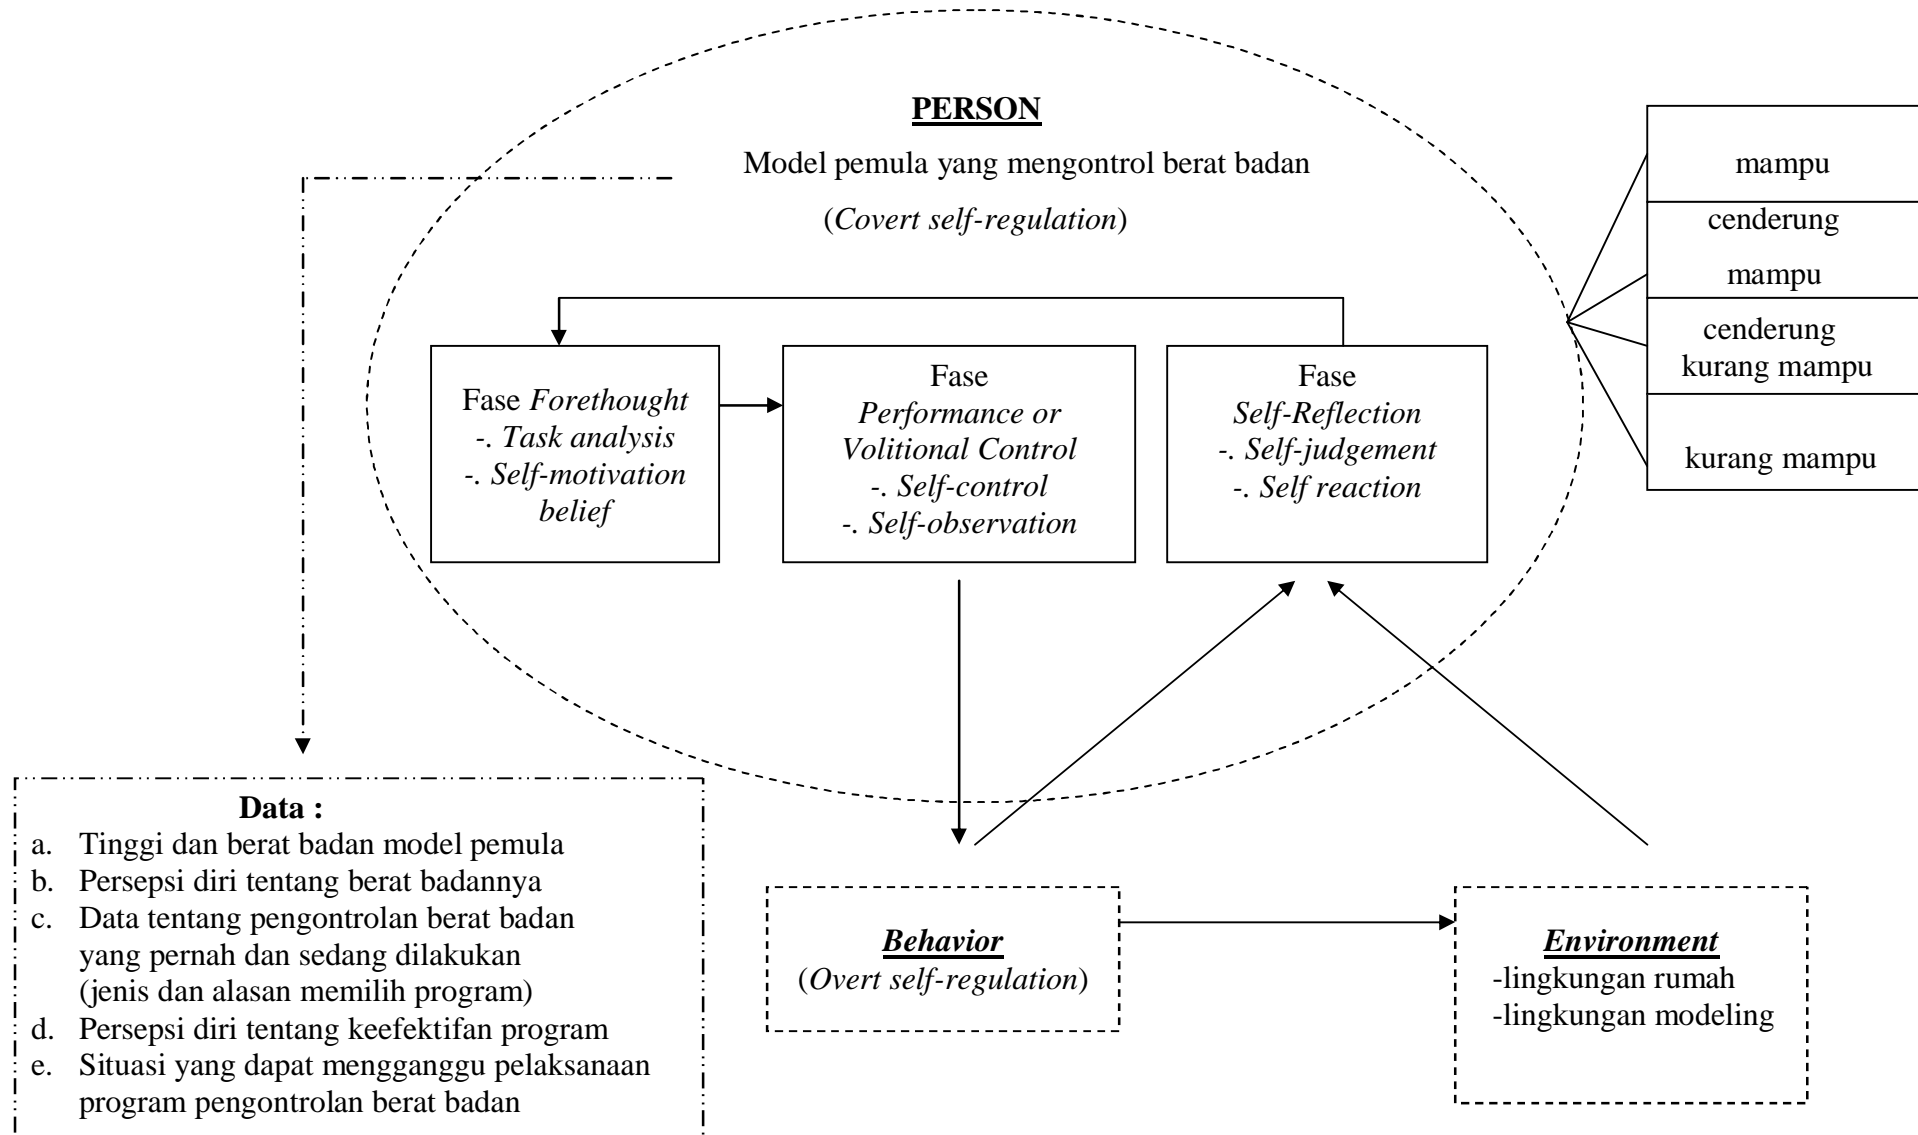 PERSON
Model pemula yang mengontrol berat badan
(Covert self-regulation)
mampu
cenderung
mampu
cenderung
kurang mampu
kurang mampu
Fase Forethought
-. Task analysis
-. Self-motivation
belief
Fase
Performance or
Volitional Control
-. Self-control
-. Self-observation
Fase
Self-Reflection
-. Self-judgement
-. Self reaction
Data :
a. Tinggi dan berat badan model pemula
b. Persepsi diri tentang berat badannya
c. Data tentang pengontrolan berat badan
yang pernah dan sedang dilakukan
(jenis dan alasan memilih program)
d. Persepsi diri tentang keefektifan program
e. Situasi yang dapat mengganggu pelaksanaan
program pengontrolan berat badan
Behavior
(Overt self-regulation)
Environment
-lingkungan rumah
-lingkungan modeling